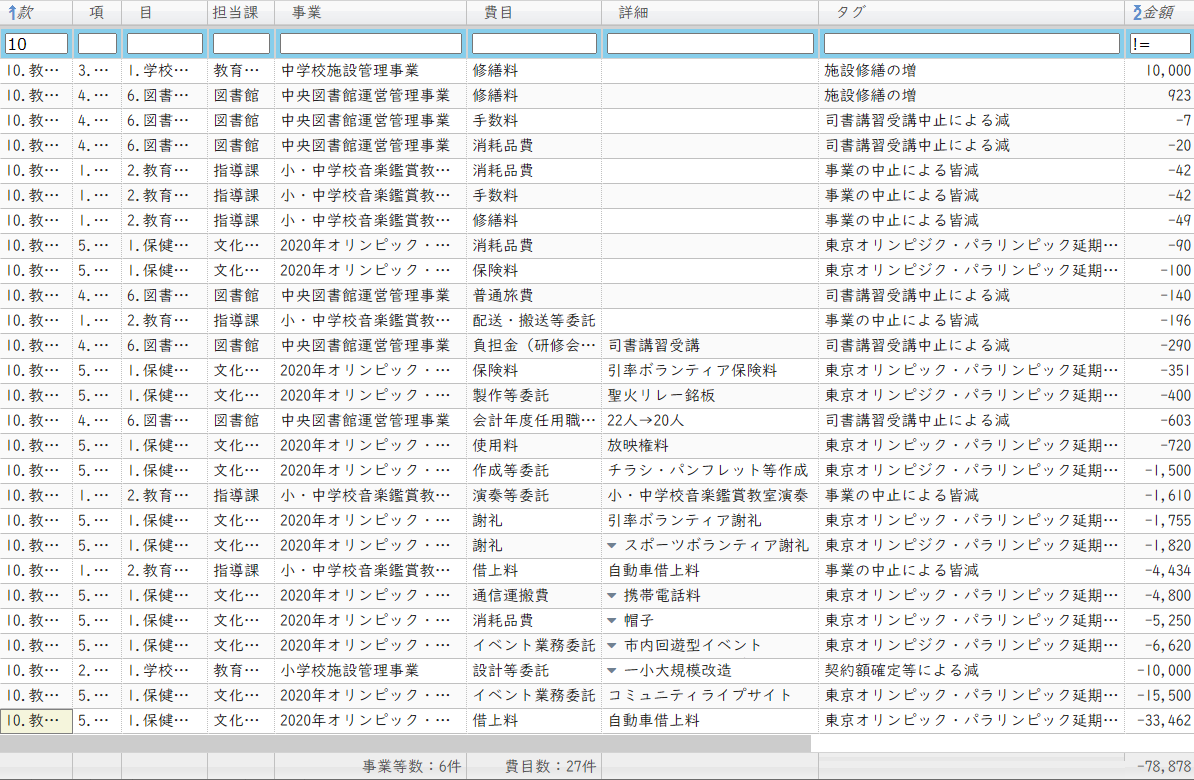 1款 項 目 担当課 事業 費目 詳細 タグ 2金額
10 !=
10.教… 3.… 1.学校… 教育… 中学校施設管理事業 修繕料 施設修繕の増 10,000
10.教… 4.… 6.図書… 図書館 中央図書館運営管理事業 修繕料 施設修繕の増 923
10.教… 4.… 6.図書… 図書館 中央図書館運営管理事業 手数料 司書講習受講中止による減 -7
10.教… 4.… 6.図書… 図書館 中央図書館運営管理事業 消耗品費 司書講習受講中止による減 -20
10.教… 1.… 2.教育… 指導課 小・中学校音楽鑑賞教… 消耗品費 事業の中止による皆減 -42
10.教… 1.… 2.教育… 指導課 小・中学校音楽鑑賞教… 手数料 事業の中止による皆減 -42
10.教… 1.… 2.教育… 指導課 小・中学校音楽鑑賞教… 修繕料 事業の中止による皆減 -49
10.教… 5.… 1.保健… 文化… 2020年オリンピック・… 消耗品費 東京オリンピック・パラリンピック延期… -90
10.教… 5.… 1.保健… 文化… 2020年オリンピック・… 保険料 東京オリンピック・パラリンピック延期… -100
10.教… 4.… 6.図書… 図書館 中央図書館運営管理事業 普通旅費 司書講習受講中止による減 -140
10.教… 1.… 2.教育… 指導課 小・中学校音楽鑑賞教… 配送・搬送等委託 事業の中止による皆減 -196
10.教… 4.… 6.図書… 図書館 中央図書館運営管理事業 負担金（研修会… 司書講習受講 司書講習受講中止による減 -290
10.教… 5.… 1.保健… 文化… 2020年オリンピック・… 保険料 引率ボランティア保険料 東京オリンピック・パラリンピック延期… -351
10.教… 5.… 1.保健… 文化… 2020年オリンピック・… 製作等委託 聖火リレー銘板 東京オリンピック・パラリンピック延期… -400
10.教… 4.… 6.図書… 図書館 中央図書館運営管理事業 会計年度任用職… 22人→20人 司書講習受講中止による減 -603
10.教… 5.… 1.保健… 文化… 2020年オリンピック・… 使用料 放映権料 東京オリンピック・パラリンピック延期… -720
10.教… 5.… 1.保健… 文化… 2020年オリンピック・… 作成等委託 チラシ・パンフレット等作成 東京オリンピック・パラリンピック延期… -1,500
10.教… 1.… 2.教育… 指導課 小・中学校音楽鑑賞教… 演奏等委託 小・中学校音楽鑑賞教室演奏 事業の中止による皆減 -1,610
10.教… 5.… 1.保健… 文化… 2020年オリンピック・… 謝礼 引率ボランティア謝礼 東京オリンピック・パラリンピック延期… -1,755
10.教… 5.… 1.保健… 文化… 2020年オリンピック・… 謝礼 ▼ スポーツボランティア謝礼 東京オリンピック・パラリンピック延期… -1,820
10.教… 1.… 2.教育… 指導課 小・中学校音楽鑑賞教… 借上料 自動車借上料 事業の中止による皆減 -4,434
10.教… 5.… 1.保健… 文化… 2020年オリンピック・… 通信運搬費 ▼ 携帯電話料 東京オリンピック・パラリンピック延期… -4,800
10.教… 5.… 1.保健… 文化… 2020年オリンピック・… 消耗品費 ▼ 帽子 東京オリンピック・パラリンピック延期… -5,250
10.教… 5.… 1.保健… 文化… 2020年オリンピック・… イベント業務委託 ▼ 市内回遊型イベント 東京オリンピック・パラリンピック延期… -6,620
10.教… 2.… 1.学校… 教育… 小学校施設管理事業 設計等委託 ▼ 一小大規模改造 契約額確定等による減 -10,000
10.教… 5.… 1.保健… 文化… 2020年オリンピック・… イベント業務委託 コミュニティライブサイト 東京オリンピック・パラリンピック延期… -15,500
10.教… 5.… 1.保健… 文化… 2020年オリンピック・… 借上料 自動車借上料 東京オリンピック・パラリンピック延期… -33,462
事業等数：6件 費目数：27件 -78,878